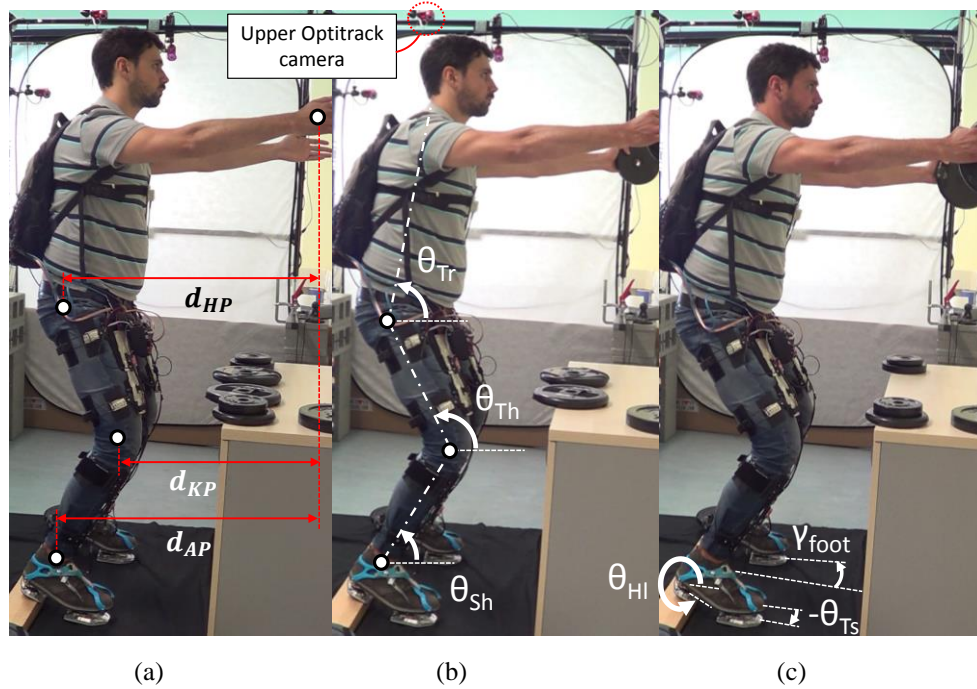 Upper Optitrack
camera
d_HP
d_KP
d_AP
θ_Tr
θ_Th
θ_Sh
γ_foot
θ_Hl
-θ_Ts
(a)
(b)
(c)